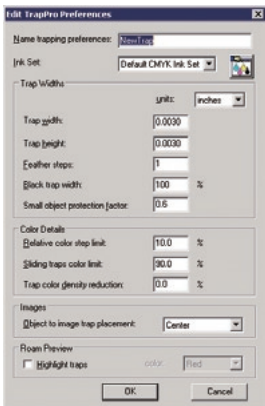 Edit TrapPro Preferences
Name trapping preferences: NewTrap
Ink Set: Default CMYK Ink Set
Trap Widths
units: inches
Trap width: 0.0030
Trap height: 0.0030
Feather steps: 1
Black trap width: 100 %
Small object protection factor: 0.6
Color Details
Relative color step limit: 10.0 %
Sliding traps color limit: 90.0 %
Trap color density reduction: 0.0 %
Images
Object to image trap placement: Center
Roam Preview
Highlight traps color: Red
OK Cancel